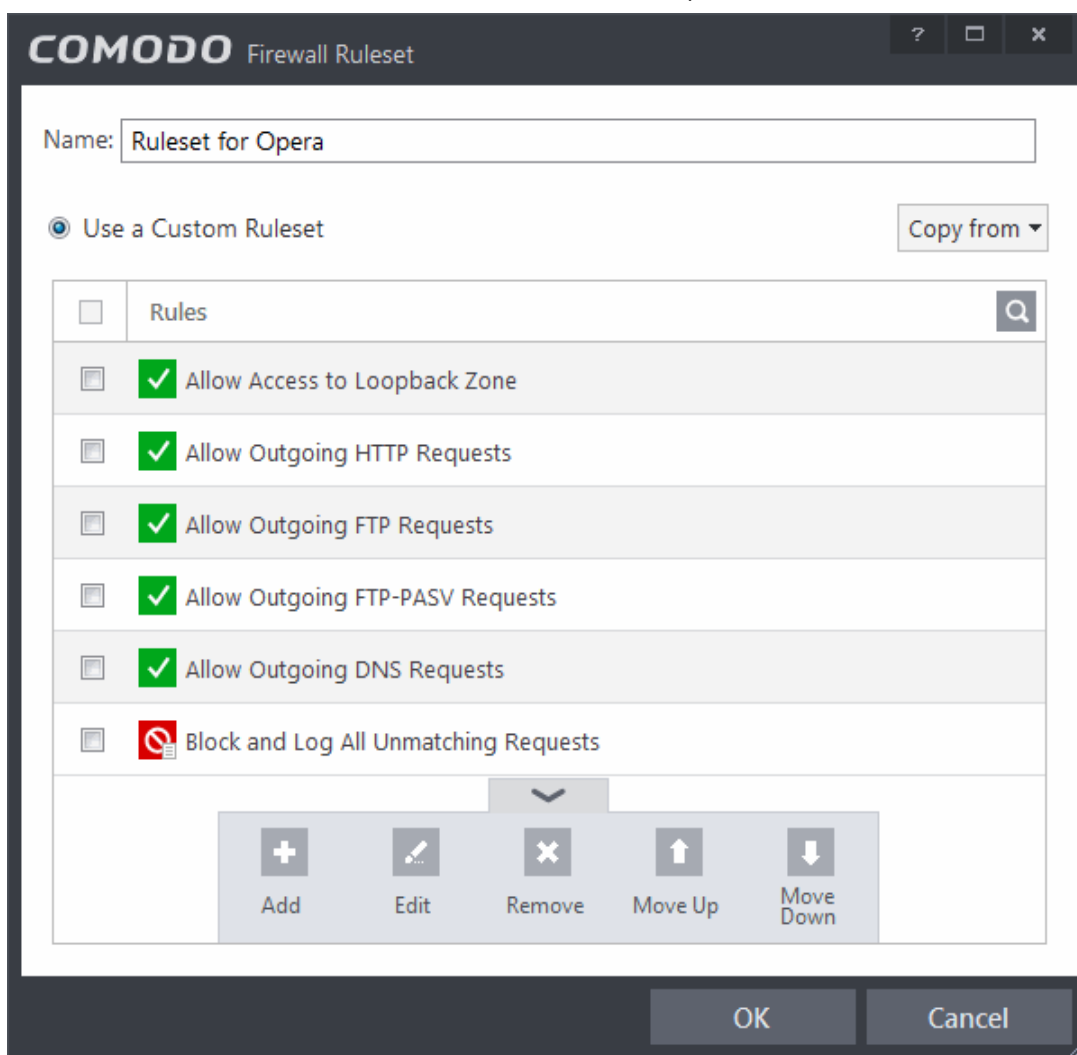 COMODO Firewall Ruleset
Name: Ruleset for Opera
Use a Custom Ruleset Copy from
Rules
Allow Access to Loopback Zone
Allow Outgoing HTTP Requests
Allow Outgoing FTP Requests
Allow Outgoing FTP-PASV Requests
Allow Outgoing DNS Requests
Block and Log All Unmatching Requests
Add Edit Remove Move Up Move Down
OK Cancel